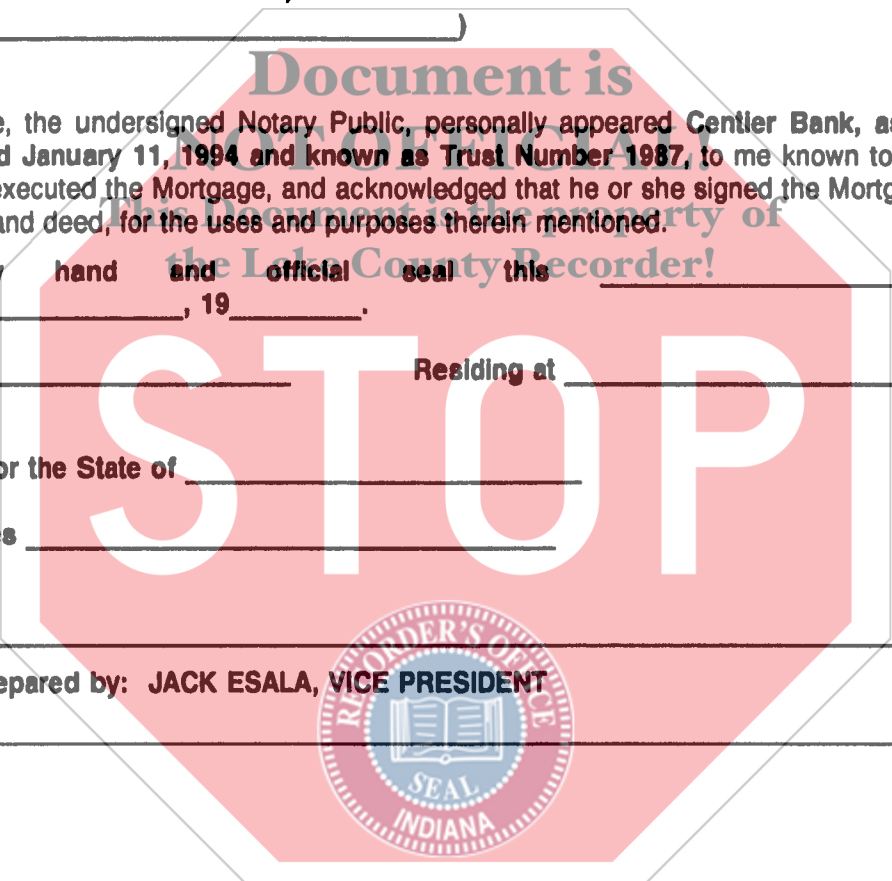 )
Document is
e, the undersigned Notary Public, personally appeared Centier Bank, as
NOT OFFICIAL!
d January 11, 1994 and known as Trust Number 1987, to me known to
executed the Mortgage, and acknowledged that he or she signed the Mortg
This Document is the property of
and deed, for the uses and purposes therein mentioned.
the Lake County Recorder!
y hand and official seal this
, 19 .
STOP
Residing at
or the State of
s
epared by: JACK ESALA, VICE PRESIDENT
RECORDER'S OFFICE
SEAL
INDIANA